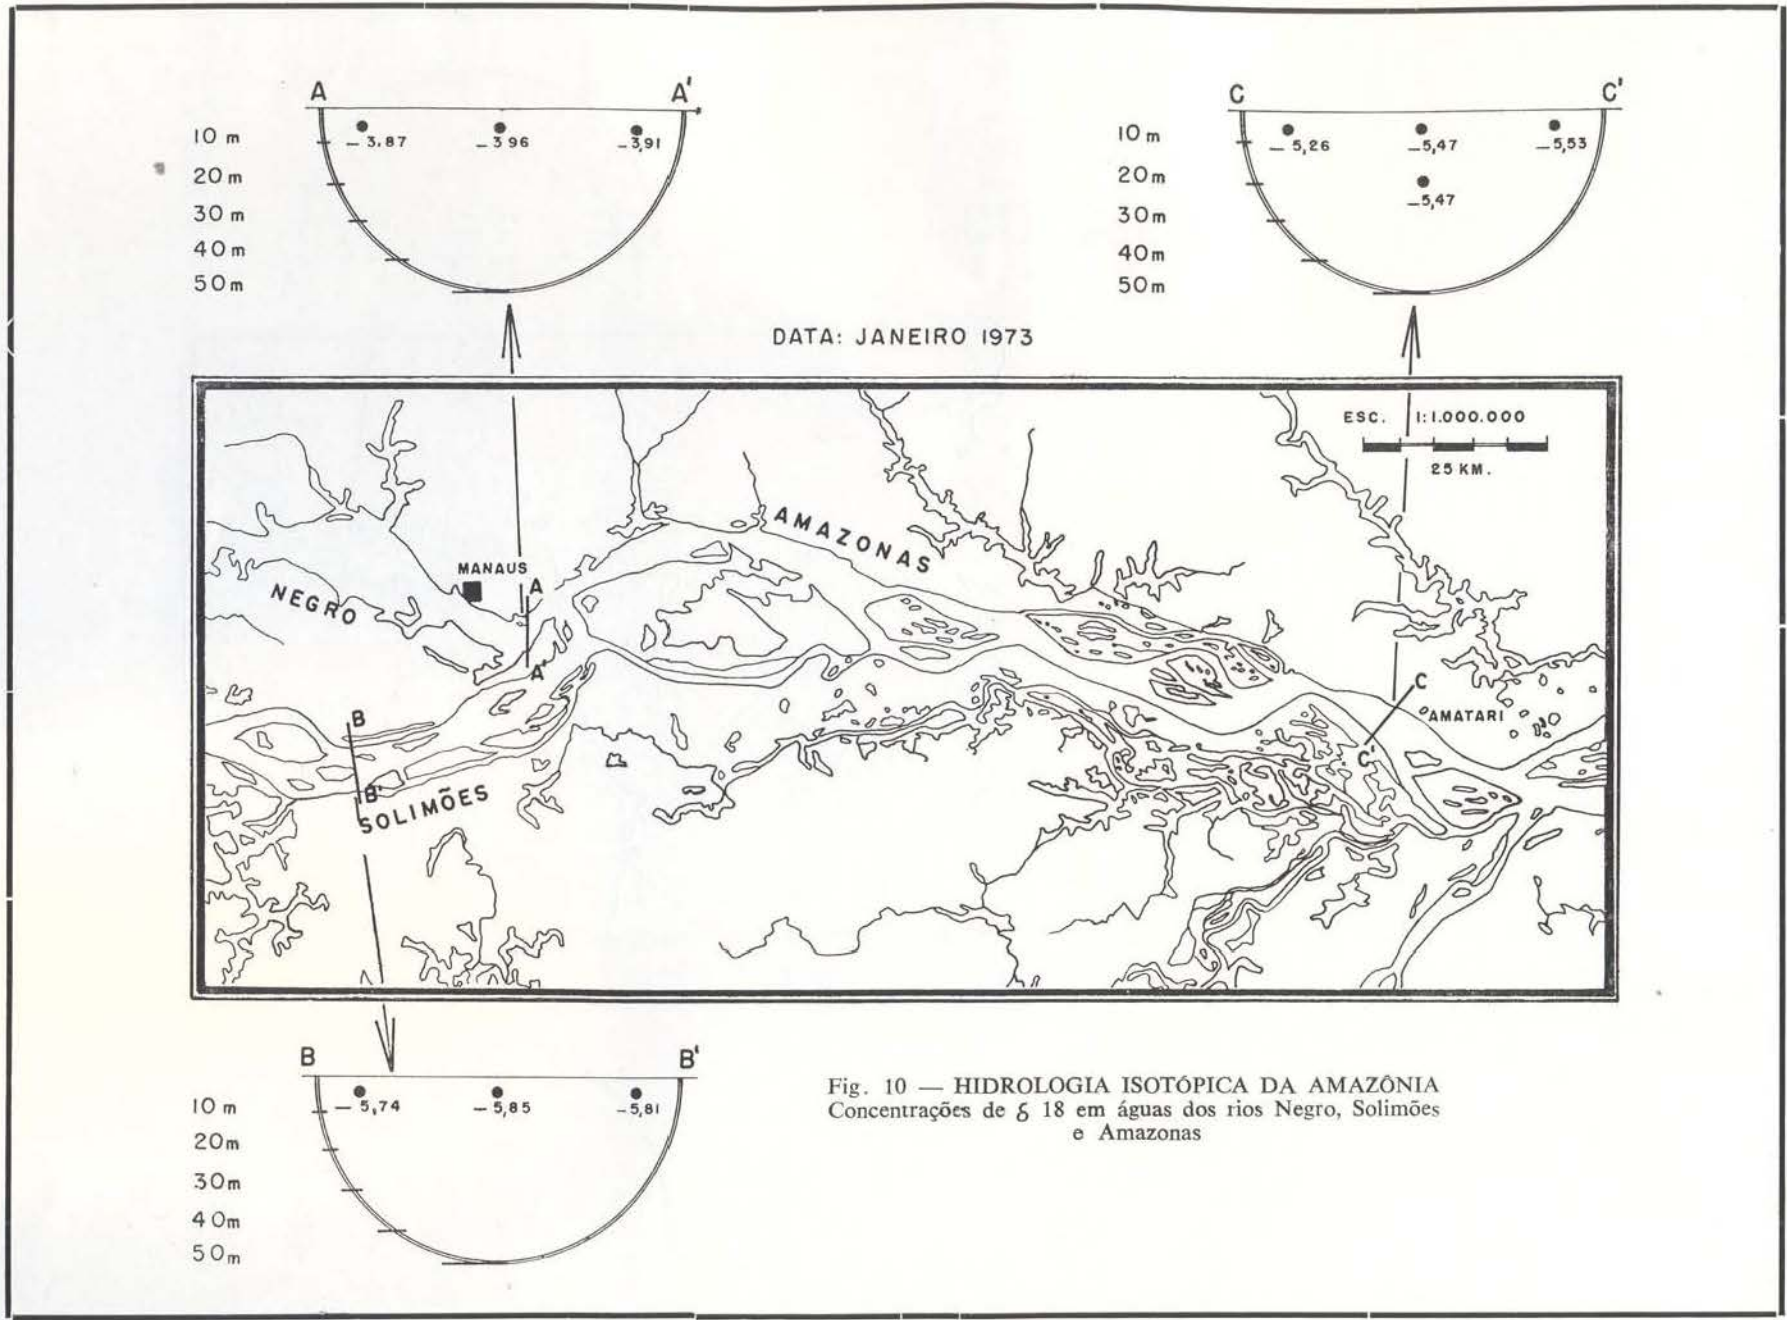 A A'
10 m
20 m
30 m
40 m
50 m
– 3.87 –396 –3,91
C C'
10 m
20 m
30 m
40 m
50 m
– 5,26 –5,47 –5,53
–5,47
DATA: JANEIRO 1973
ESC. 1:1.000.000
25 KM.
AMAZONAS
MANAUS
NEGRO
A
A'
B
B'
SOLIMÕES
C
C'
AMATARI
B B'
10 m
20 m
30 m
40 m
50 m
– 5,74 –5,85 –5,81
Fig. 10 — HIDROLOGIA ISOTÓPICA DA AMAZÔNIA
Concentrações de δ 18 em águas dos rios Negro, Solimões
e Amazonas